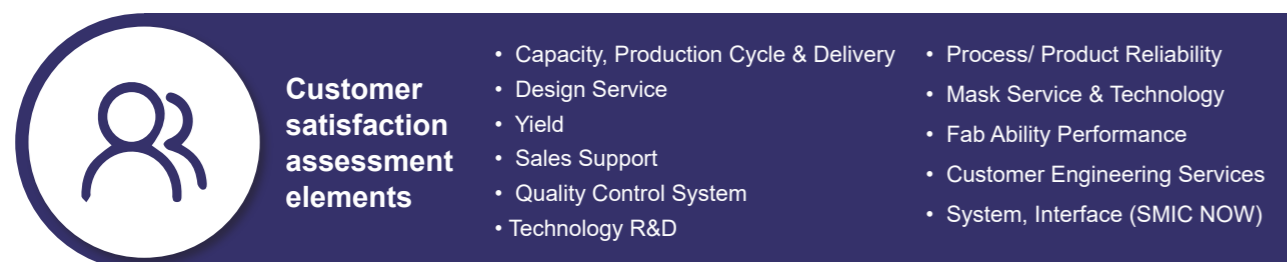 Customer
satisfaction
assessment
elements
• Capacity, Production Cycle & Delivery
• Design Service
• Yield
• Sales Support
• Quality Control System
• Technology R&D
• Process/ Product Reliability
• Mask Service & Technology
• Fab Ability Performance
• Customer Engineering Services
• System, Interface (SMIC NOW)